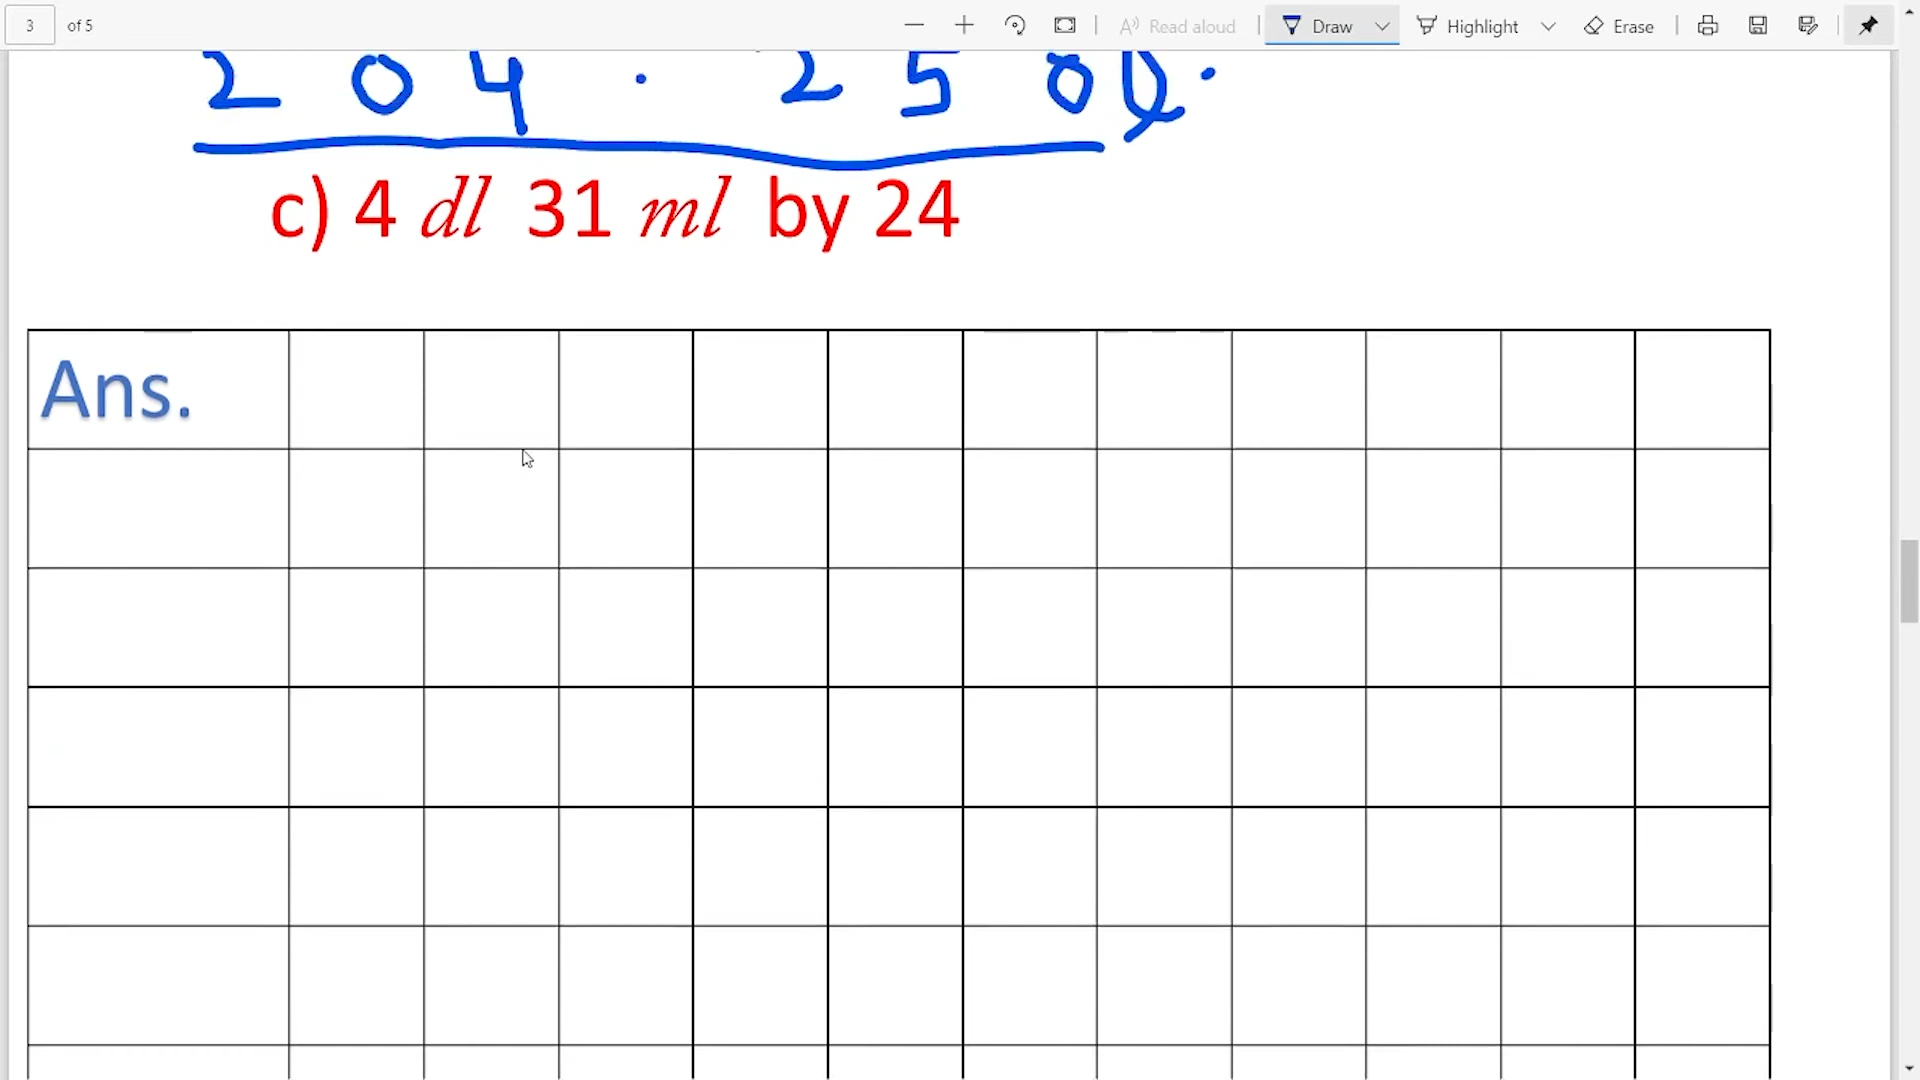 3 of 5 Read aloud Draw Highlight Erase
2 0 4 . 2 5 0 l.
c) 4 dl 31 ml by 24
Ans.